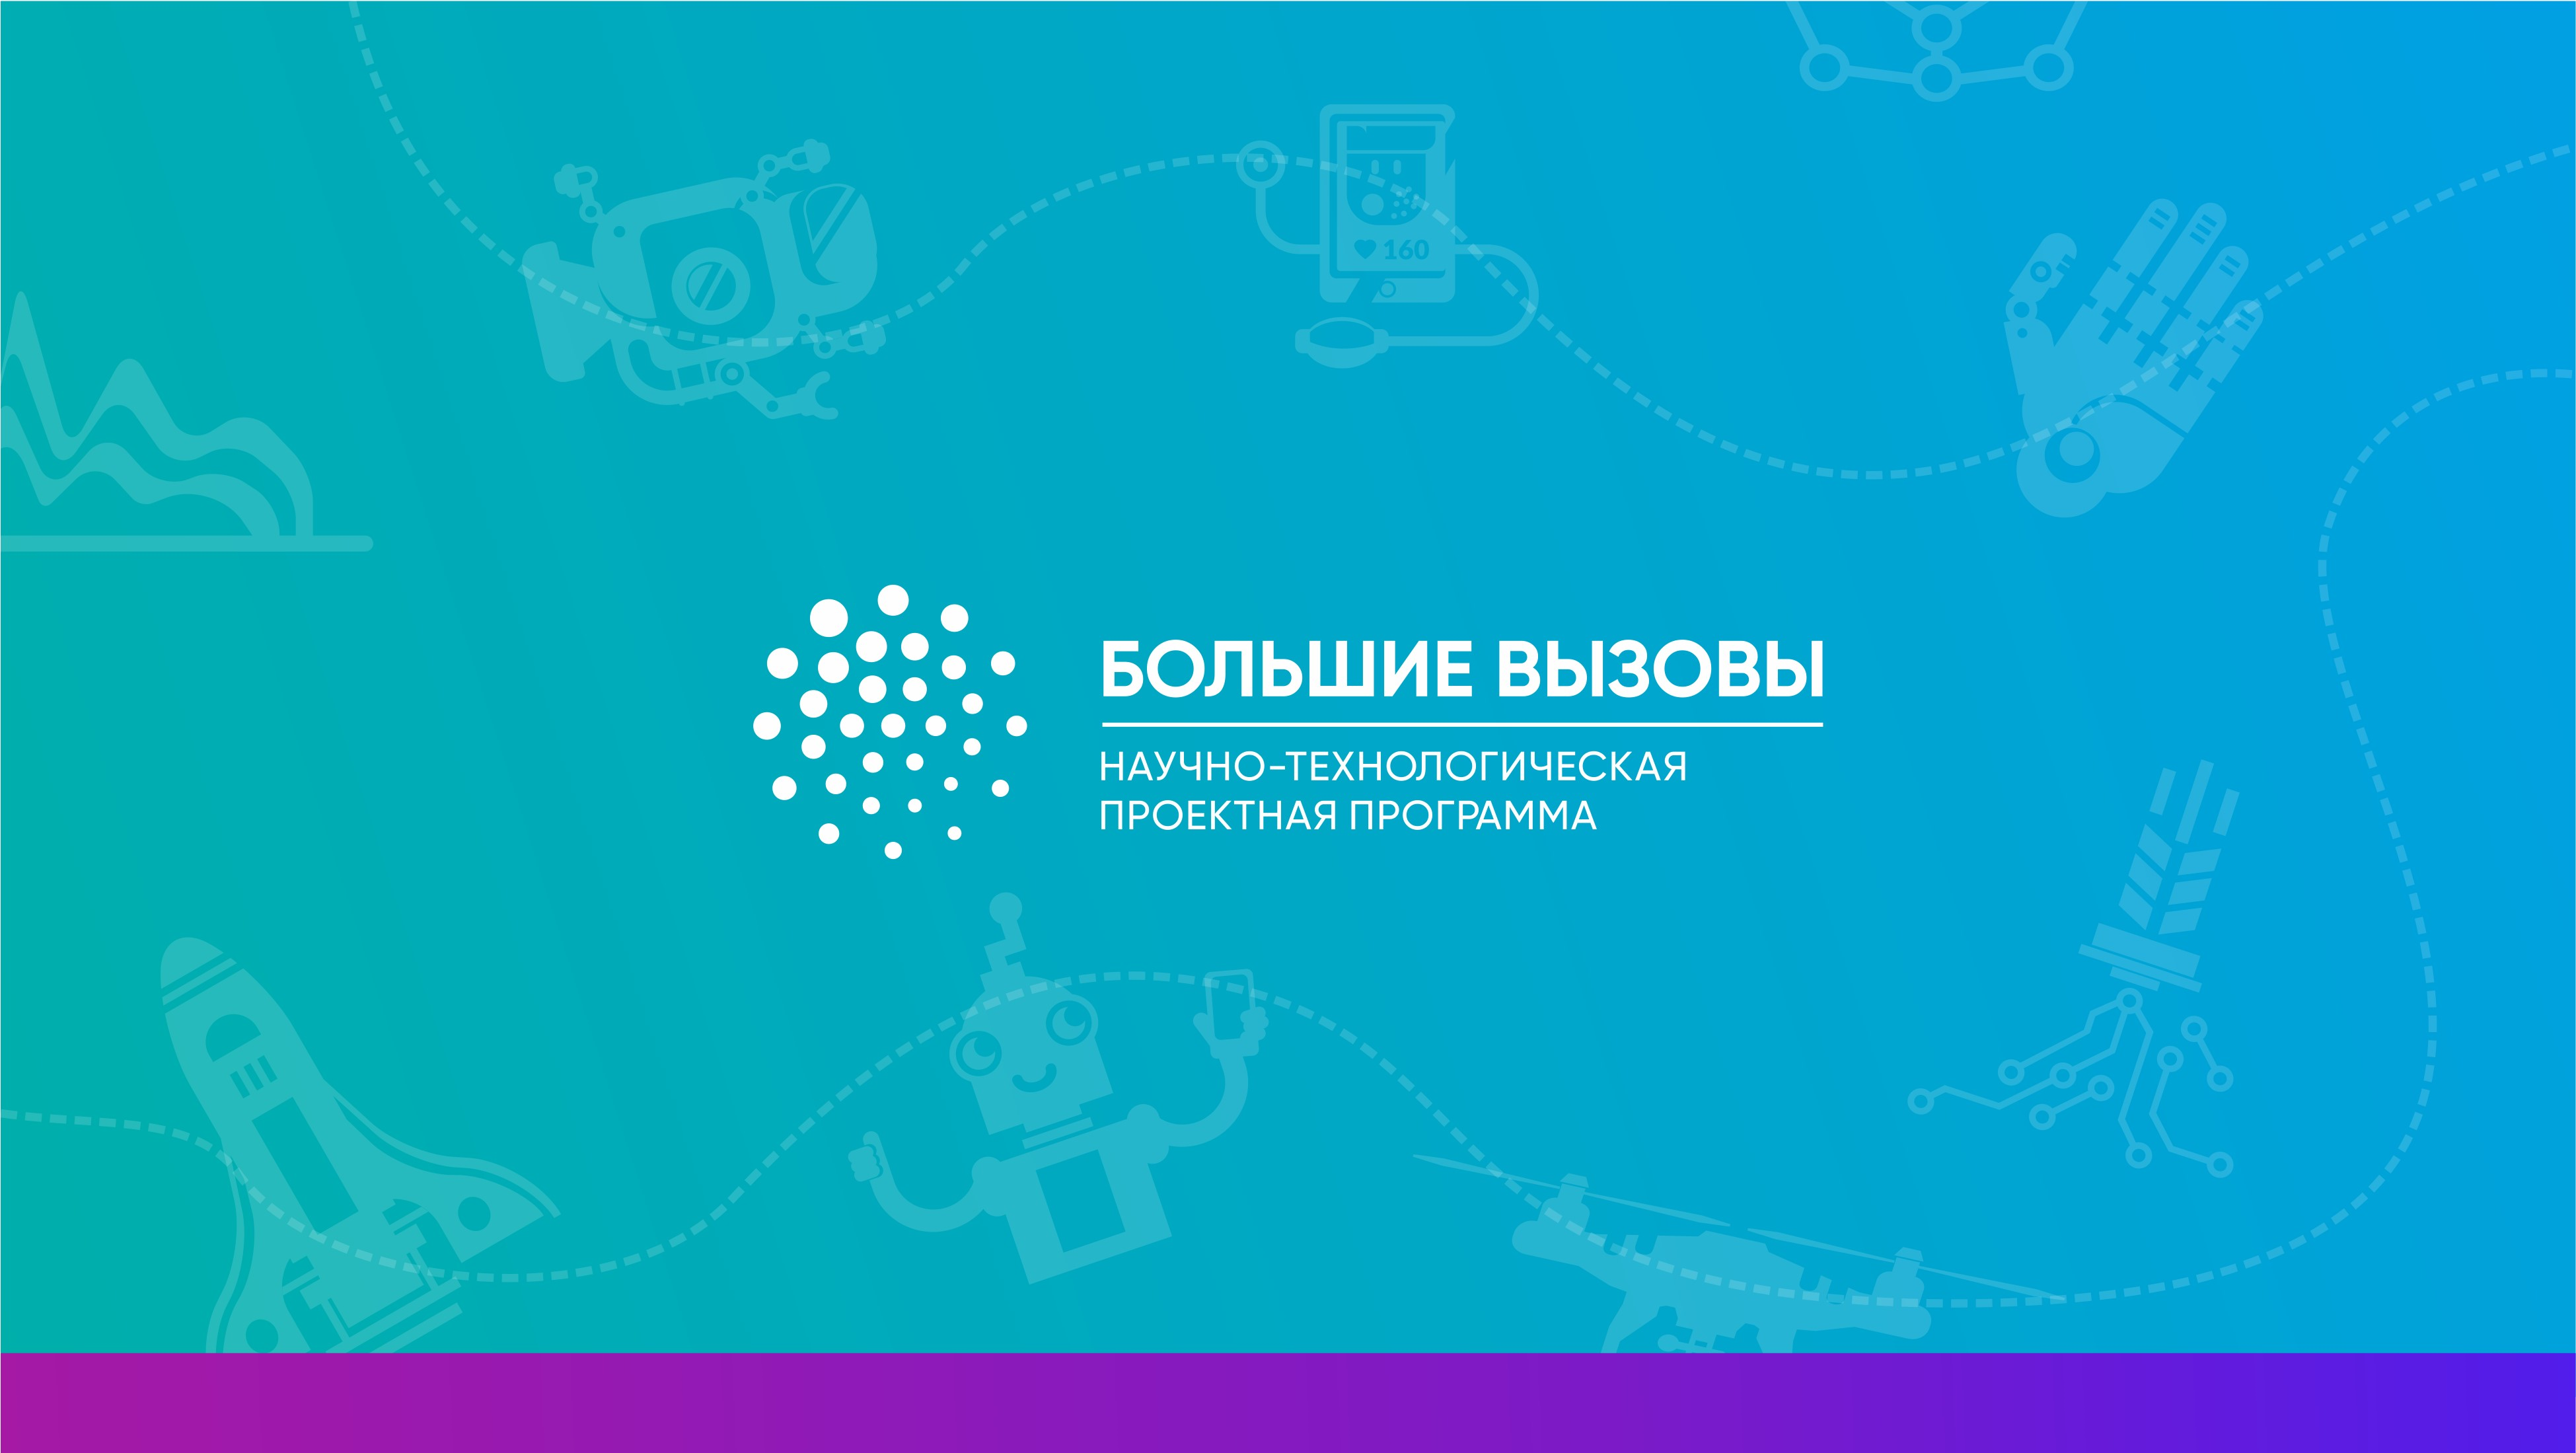 160
БОЛЬШИЕ ВЫЗОВЫ
НАУЧНО-ТЕХНОЛОГИЧЕСКАЯ
ПРОЕКТНАЯ ПРОГРАММА